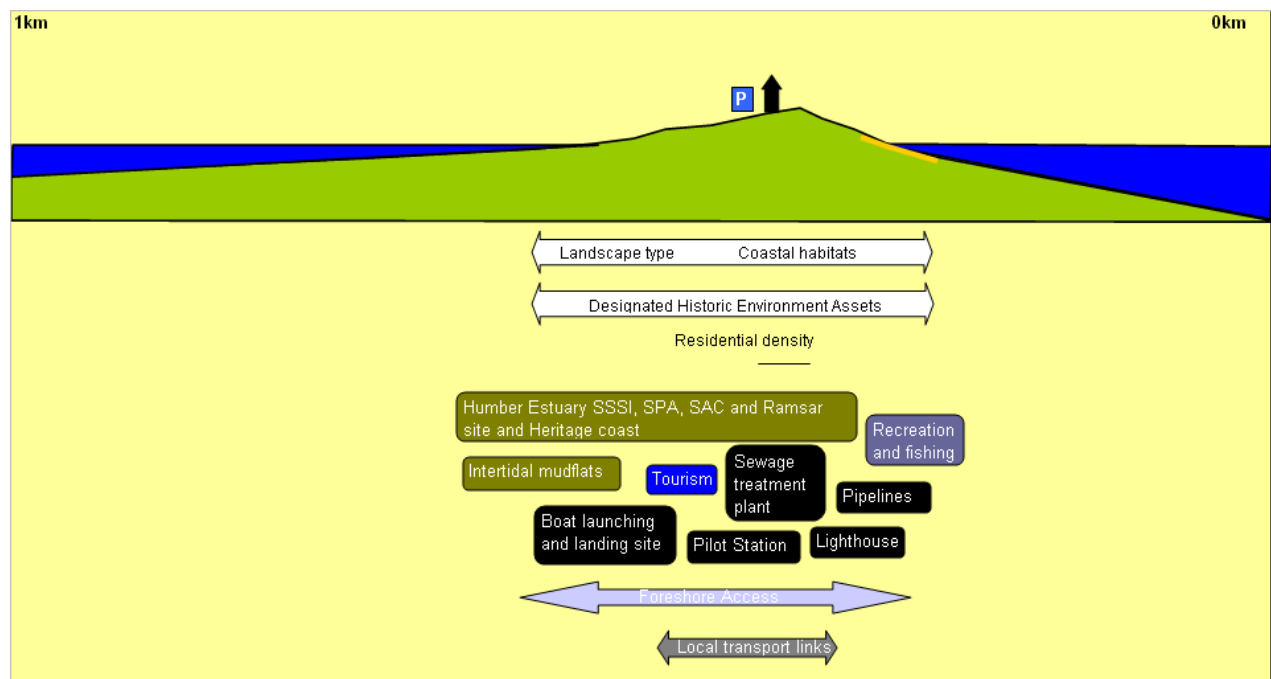 1km
0km
P
Landscape type
Coastal habitats
Designated Historic Environment Assets
Residential density
Humber Estuary SSSI, SPA, SAC and Ramsar
site and Heritage coast
Recreation
and fishing
Intertidal mudflats
Tourism
Sewage
treatment
plant
Pipelines
Boat launching
and landing site
Pilot Station
Lighthouse
Foreshore Access
Local transport links